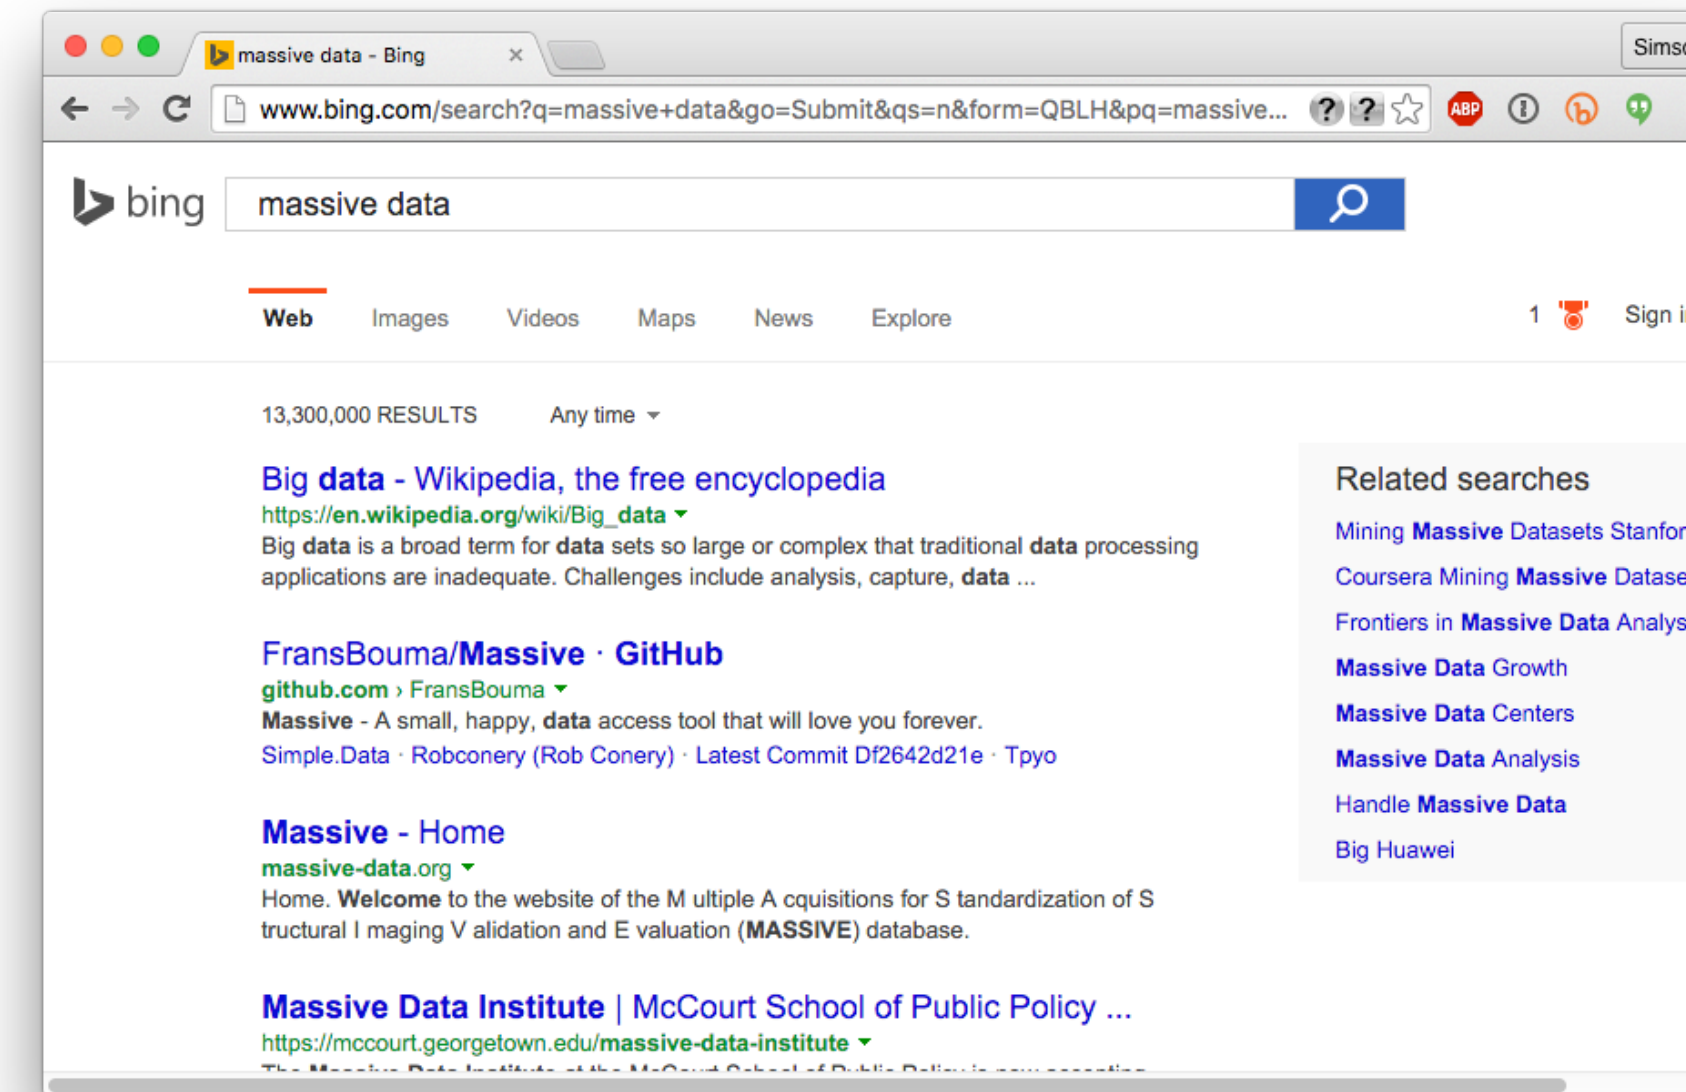 massive data - Bing
www.bing.com/search?q=massive+data&go=Submit&qs=n&form=QBLH&pq=massive...
ABP
bing
massive data
Web Images Videos Maps News Explore
1 Sign
13,300,000 RESULTS Any time
Big data - Wikipedia, the free encyclopedia
https://en.wikipedia.org/wiki/Big_data
Big data is a broad term for data sets so large or complex that traditional data processing
applications are inadequate. Challenges include analysis, capture, data ...
FransBouma/Massive · GitHub
github.com › FransBouma
Massive - A small, happy, data access tool that will love you forever.
Simple.Data · Robconery (Rob Conery) · Latest Commit Df2642d21e · Tpyo
Massive - Home
massive-data.org
Home. Welcome to the website of the M ultiple A cquisitions for S tandardization of S
tructural I maging V alidation and E valuation (MASSIVE) database.
Massive Data Institute | McCourt School of Public Policy ...
https://mccourt.georgetown.edu/massive-data-institute
Related searches
Mining Massive Datasets Stanfor
Coursera Mining Massive Datase
Frontiers in Massive Data Analys
Massive Data Growth
Massive Data Centers
Massive Data Analysis
Handle Massive Data
Big Huawei